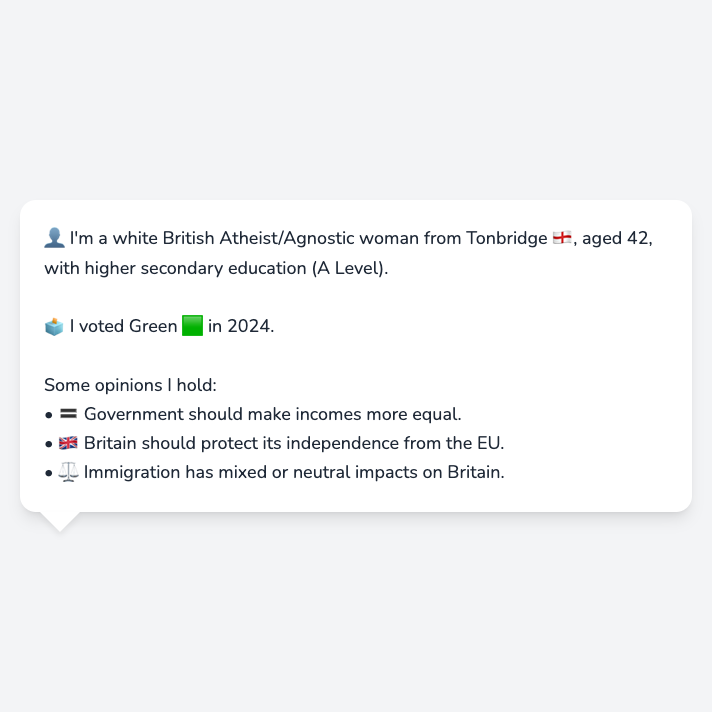 👤 I'm a white British Atheist/Agnostic woman from Tonbridge 🏴󠁧󠁢󠁥󠁮󠁧󠁿, aged 42,
with higher secondary education (A Level).
🗳️ I voted Green 🟩 in 2024.
Some opinions I hold:
• 🟰 Government should make incomes more equal.
• 🇬🇧 Britain should protect its independence from the EU.
• ⚖️ Immigration has mixed or neutral impacts on Britain.